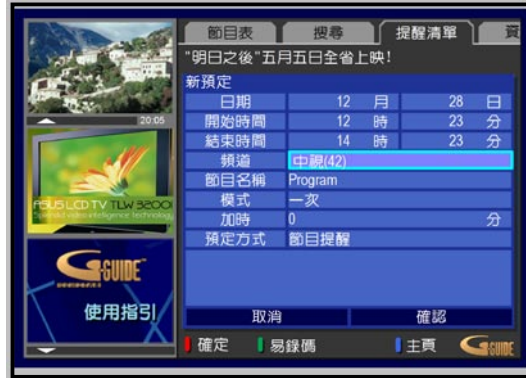 節目表 搜尋 提醒清單 資
"明日之後"五月五日全省上映!
新預定
日期 12 月 28 日
開始時間 12 時 23 分
結束時間 14 時 23 分
頻道 中視(42)
節目名稱 Program
模式 一次
加時 0 分
預定方式 節目提醒
取消 確認
確定 易錄碼 主頁 G-GUIDE
20:05
ASUS LCD TV TLW 32001
Splendid video intelligence technology
G-GUIDE
使用指引